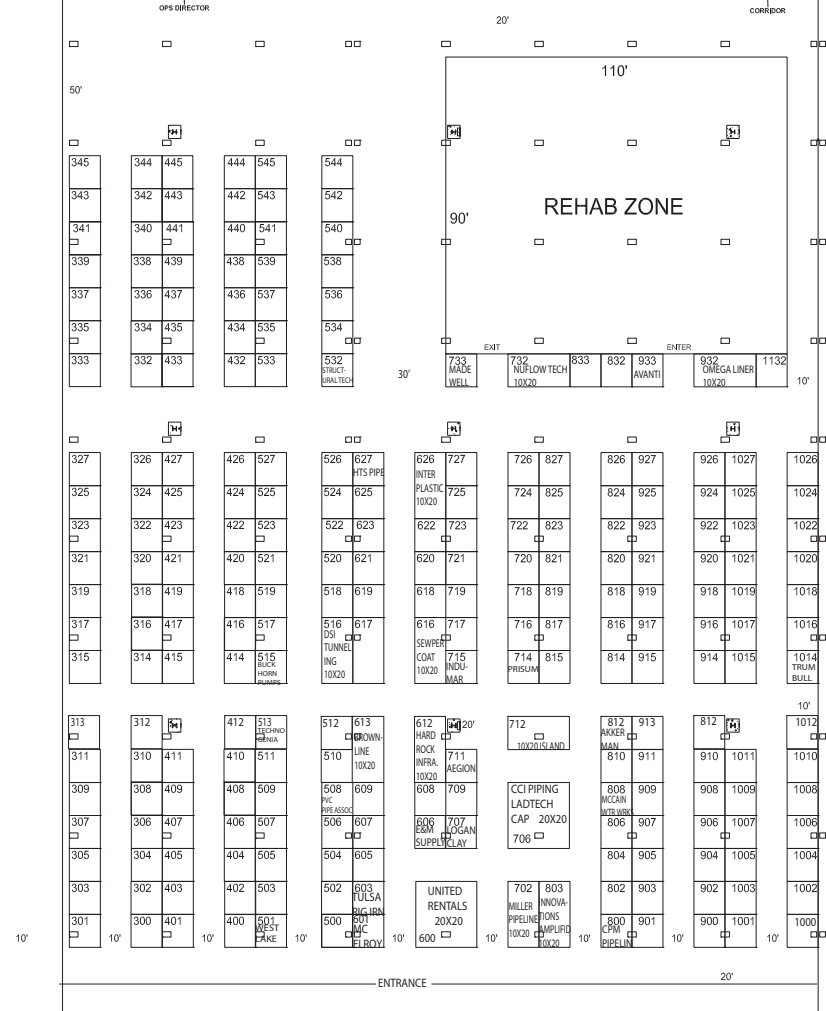 OPS DIRECTOR
CORRIDOR
20'
110'
50'
345 344 445 444 545 544
343 342 443 442 543 542
90' REHAB ZONE
341 340 441 440 541 540
339 338 439 438 539 538
337 336 437 436 537 536
335 334 435 434 535 534
EXIT ENTER
333 332 433 432 533 532 733 732 833 832 933 932 1132
STRUCT-
URAL TECH
MADE
WELL
NUFLOW TECH
10X20
AVANTI
OMEGA LINER
10X20
30'
10'
327 326 427 426 527 526 627 626 727 726 827 826 927 926 1027 1026
HTS PIPE
INTER
PLASTIC
10X20
325 324 425 424 525 524 625 725 724 825 824 925 924 1025 1024
323 322 423 422 523 522 623 622 723 722 823 822 923 922 1023 1022
321 320 421 420 521 520 621 620 721 720 821 820 921 920 1021 1020
319 318 419 418 519 518 619 618 719 718 819 818 919 918 1019 1018
317 316 417 416 517 516 617 616 717 716 817 816 917 916 1017 1016
DSI
TUNNEL
ING
10X20
SEWPER
COAT
10X20
315 314 415 414 515 715 714 815 814 915 914 1015 1014
BUCK
HORN
PUMPS
INDU-
MAR
PRISUM
TRUM
BULL
10'
313 312 412 513 512 613 612 20' 712 812 913 812 1012
TECHNO
GENIA
BROWN-
LINE
10X20
HARD
ROCK
INFRA.
10X20
10X20 ISLAND
AKKER
MAN
311 310 411 410 511 510 711 810 911 910 1011 1010
AEGION
309 308 409 408 509 508 609 608 709 808 909 908 1009 1008
PVC
PIPE ASSOC
CCI PIPING
LADTECH
CAP 20X20
706
MCCAIN
WTR WRKS
307 306 407 406 507 506 607 606 707 806 907 906 1007 1006
E&M
SUPPLY
LOGAN
CLAY
305 304 405 404 505 504 605 804 905 904 1005 1004
303 302 403 402 503 502 603 702 803 802 903 902 1003 1002
TULSA
RIG IRN
UNITED
RENTALS
20X20
600
MILLER
PIPELINE
10X20
INNOVA-
TIONS
AMPLIFID
10X20
301 300 401 400 501 500 601 800 901 900 1001 1000
WEST
LAKE
MC
ELROY
CPM
PIPELIN
10' 10' 10' 10' 10' 10' 10' 10' 10'
20'
ENTRANCE